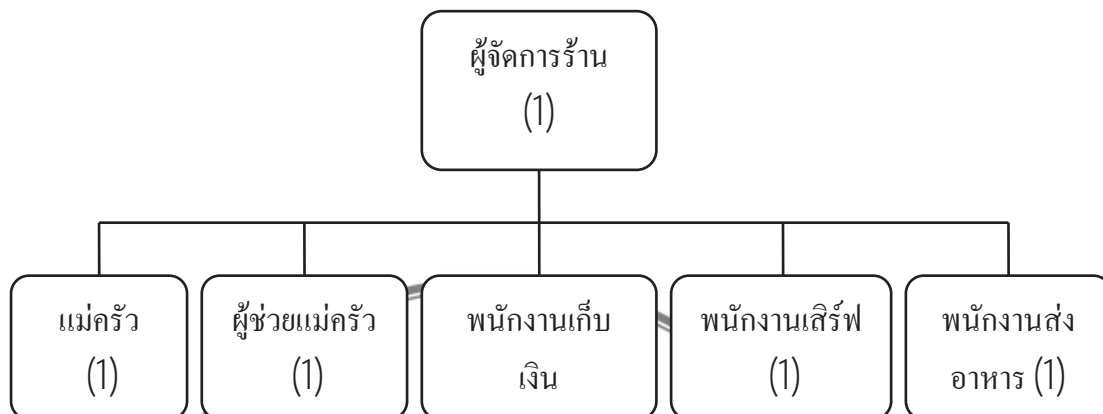 ผู้จัดการร้าน
(1)
แม่ครัว
(1)
ผู้ช่วยแม่ครัว
(1)
พนักงานเก็บ
เงิน
พนักงานเสิร์ฟ
(1)
พนักงานส่ง
อาหาร (1)